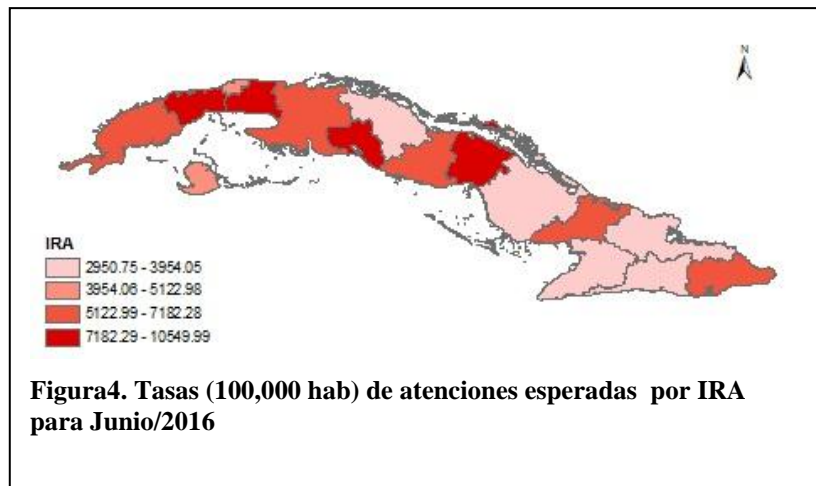 N
IRA
2950.75 - 3954.05
3954.06 - 5122.98
5122.99 - 7182.28
7182.29 - 10549.99
Figura4. Tasas (100,000 hab) de atenciones esperadas por IRA
para Junio/2016